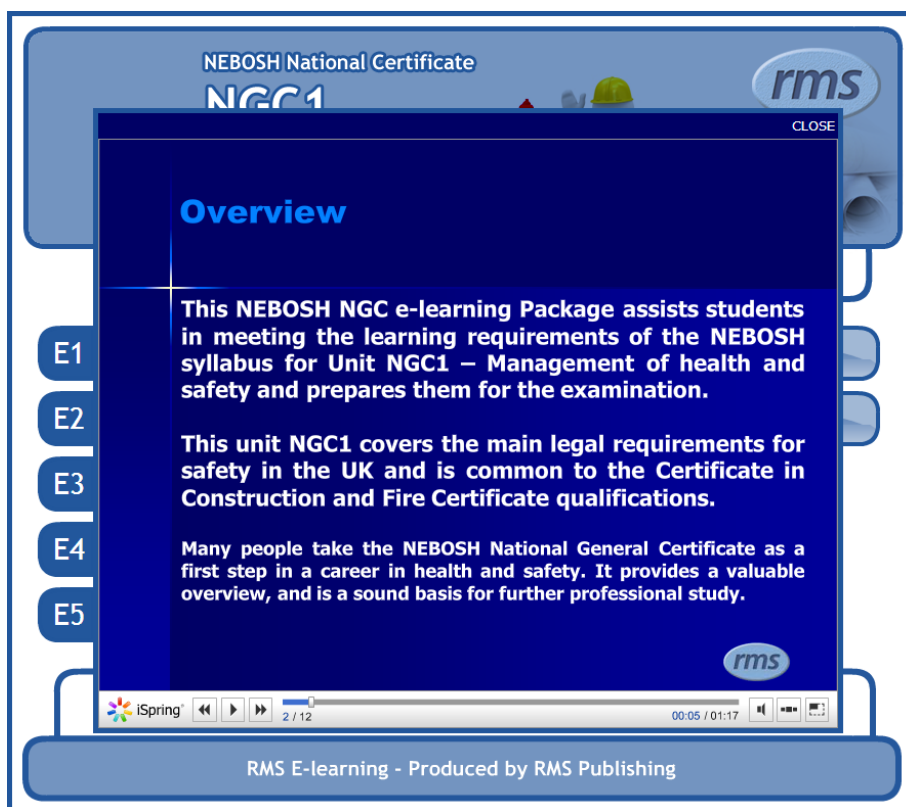 NEBOSH National Certificate
NGC1
rms
CLOSE
Overview
This NEBOSH NGC e-learning Package assists students
in meeting the learning requirements of the NEBOSH
syllabus for Unit NGC1 – Management of health and
safety and prepares them for the examination.
This unit NGC1 covers the main legal requirements for
safety in the UK and is common to the Certificate in
Construction and Fire Certificate qualifications.
Many people take the NEBOSH National General Certificate as a
first step in a career in health and safety. It provides a valuable
overview, and is a sound basis for further professional study.
rms
E1
E2
E3
E4
E5
iSpring®
2 / 12
00:05 / 01:17
RMS E-learning - Produced by RMS Publishing